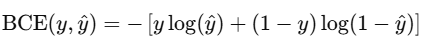 BCE(y, ŷ) = − [y log(ŷ) + (1 − y) log(1 − ŷ)]